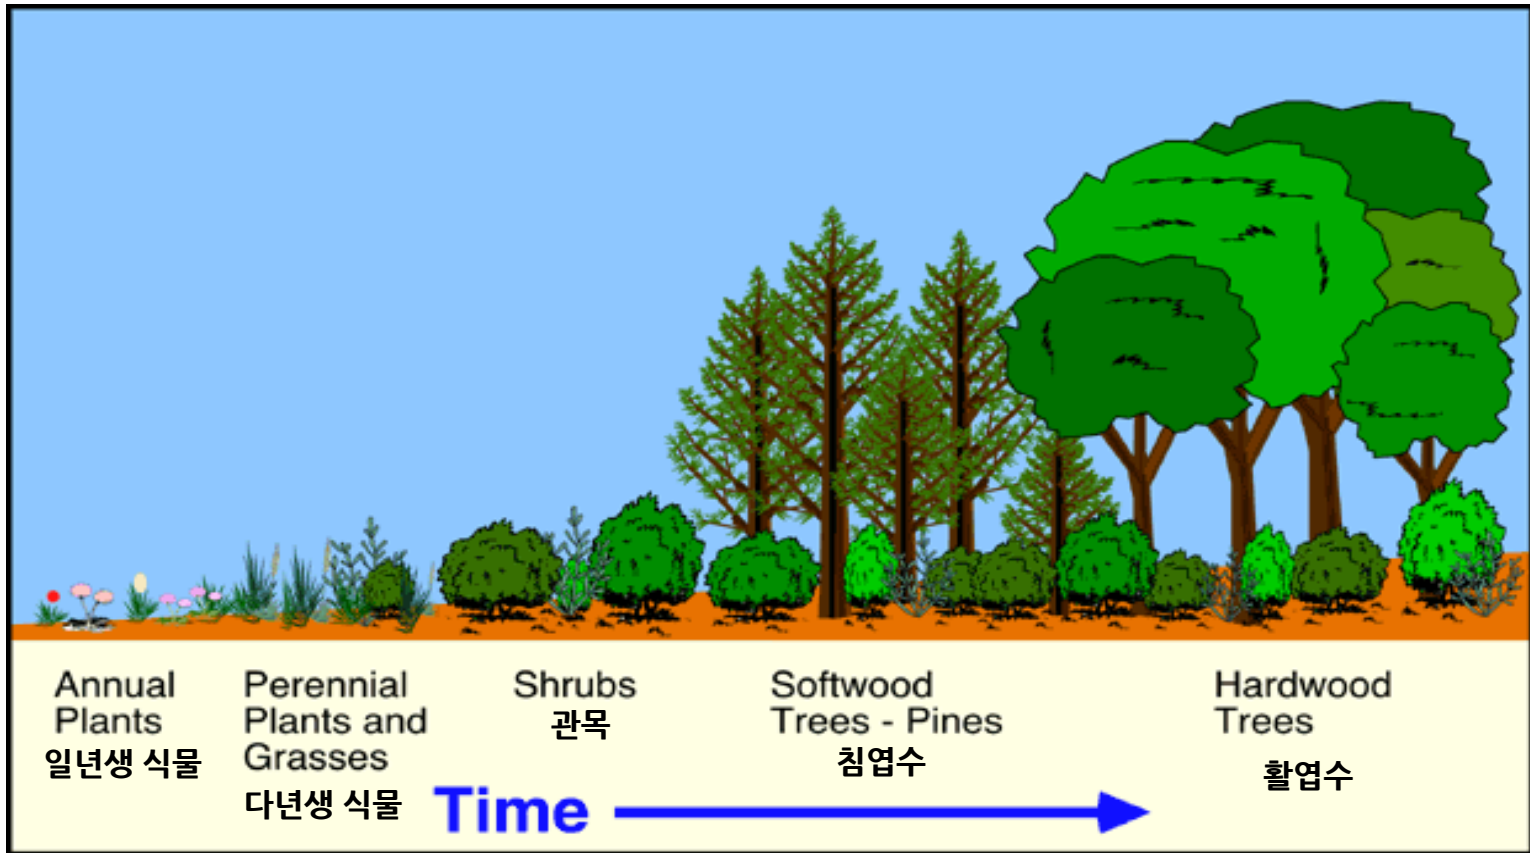 Annual
Plants
일년생 식물
Perennial
Plants and
Grasses
다년생 식물
Shrubs
관목
Softwood
Trees - Pines
침엽수
Hardwood
Trees
활엽수
Time